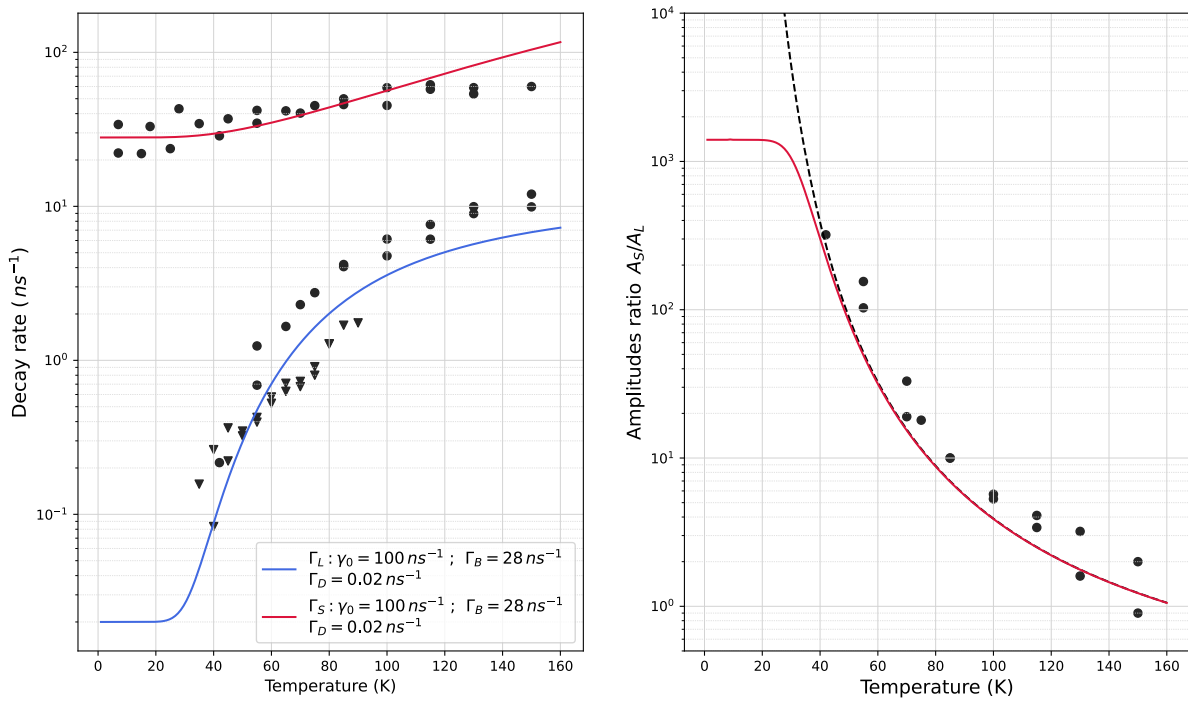 10²
10¹
10⁰
10⁻¹
Decay rate ( ns⁻¹)
Γ_L : γ₀ = 100 ns⁻¹ ; Γ_B = 28 ns⁻¹
Γ_D = 0.02 ns⁻¹
Γ_S : γ₀ = 100 ns⁻¹ ; Γ_B = 28 ns⁻¹
Γ_D = 0.02 ns⁻¹
0 20 40 60 80 100 120 140 160
Temperature (K)
10⁴
10³
10²
10¹
10⁰
Amplitudes ratio A_S/A_L
0 20 40 60 80 100 120 140 160
Temperature (K)